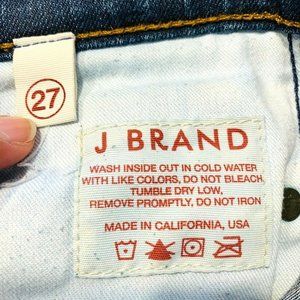 27
J BRAND
WASH INSIDE OUT IN COLD WATER
WITH LIKE COLORS, DO NOT BLEACH
TUMBLE DRY LOW.
REMOVE PROMPTLY, DO NOT IRON
MADE IN CALIFORNIA, USA